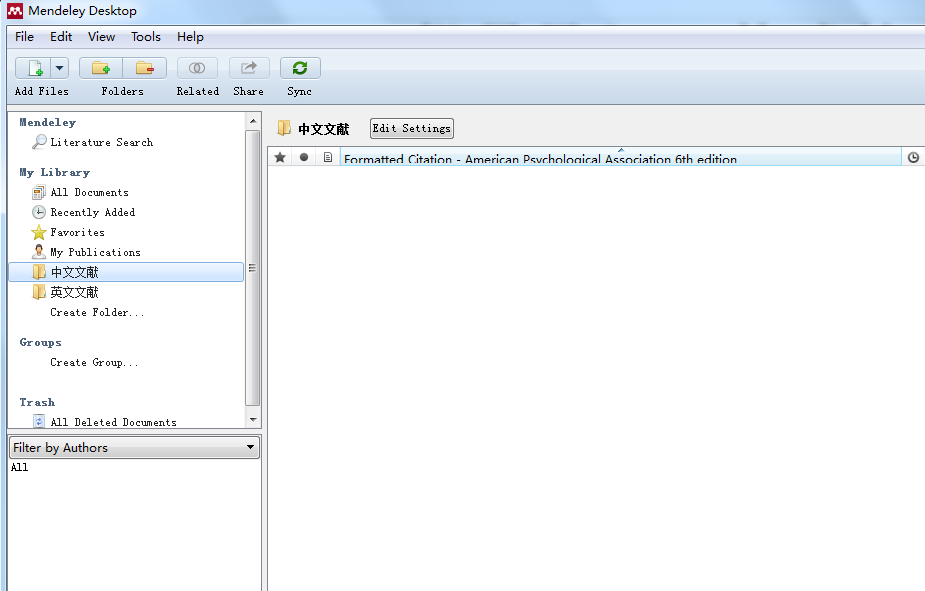 Mendeley Desktop
File Edit View Tools Help
Add Files Folders Related Share Sync
Mendeley
Literature Search
My Library
All Documents
Recently Added
Favorites
My Publications
中文文献
英文文献
Create Folder...
Groups
Create Group...
Trash
All Deleted Documents
Filter by Authors
All
中文文献 Edit Settings
Formatted Citation - American Psychological Association 6th edition